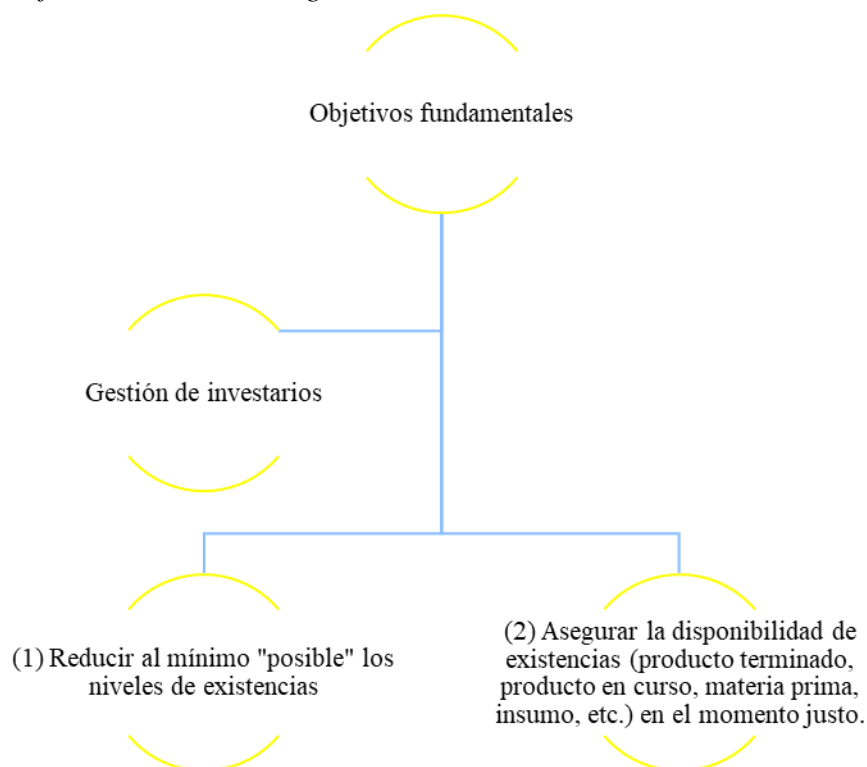 Objetivos fundamentales
Gestión de investarios
(1) Reducir al mínimo "posible" los
niveles de existencias
(2) Asegurar la disponibilidad de
existencias (producto terminado,
producto en curso, materia prima,
insumo, etc.) en el momento justo.